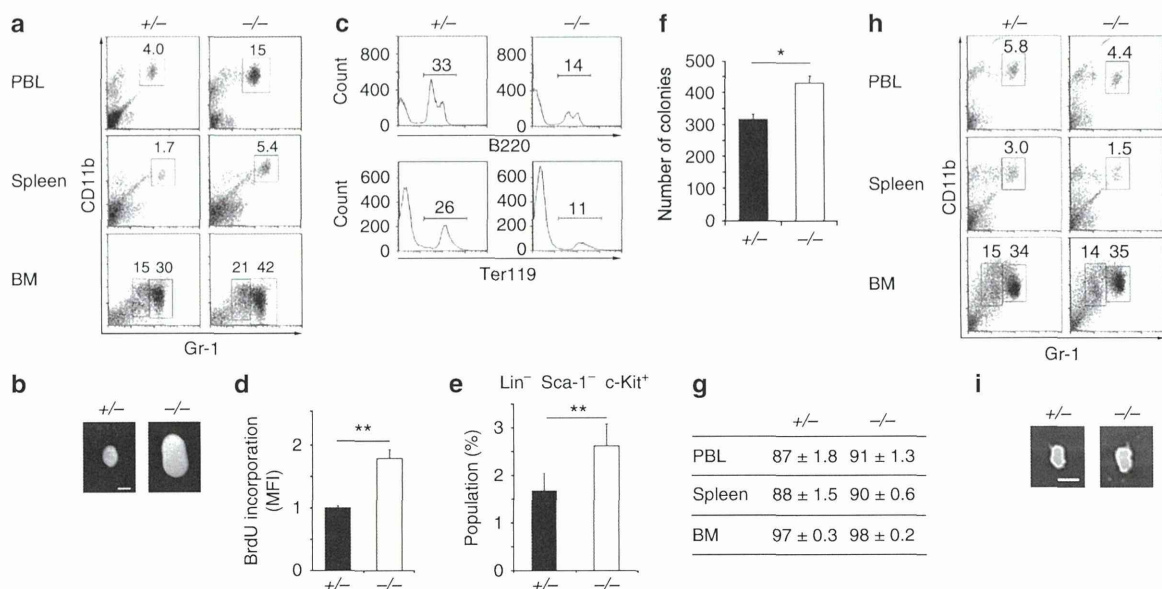 a
+/−
−/−
PBL
4.0
15
Spleen
1.7
5.4
BM
15 30
21 42
CD11b
Gr-1
b
+/−
−/−
c
+/−
−/−
Count
800
600
400
200
0
33
800
600
400
200
0
14
B220
Count
600
400
200
0
26
800
600
400
200
0
11
Ter119
d
BrdU incorporation
(MFI)
2
1
0
**
+/−
−/−
e
Lin− Sca-1− c-Kit+
Population (%)
3
2
1
0
**
+/−
−/−
f
Number of colonies
500
400
300
200
100
0
*
+/−
−/−
g
+/− −/−
PBL 87 ± 1.8 91 ± 1.3
Spleen 88 ± 1.5 90 ± 0.6
BM 97 ± 0.3 98 ± 0.2
h
+/−
−/−
PBL
5.8
4.4
Spleen
3.0
1.5
BM
15 34
14 35
CD11b
Gr-1
i
+/−
−/−